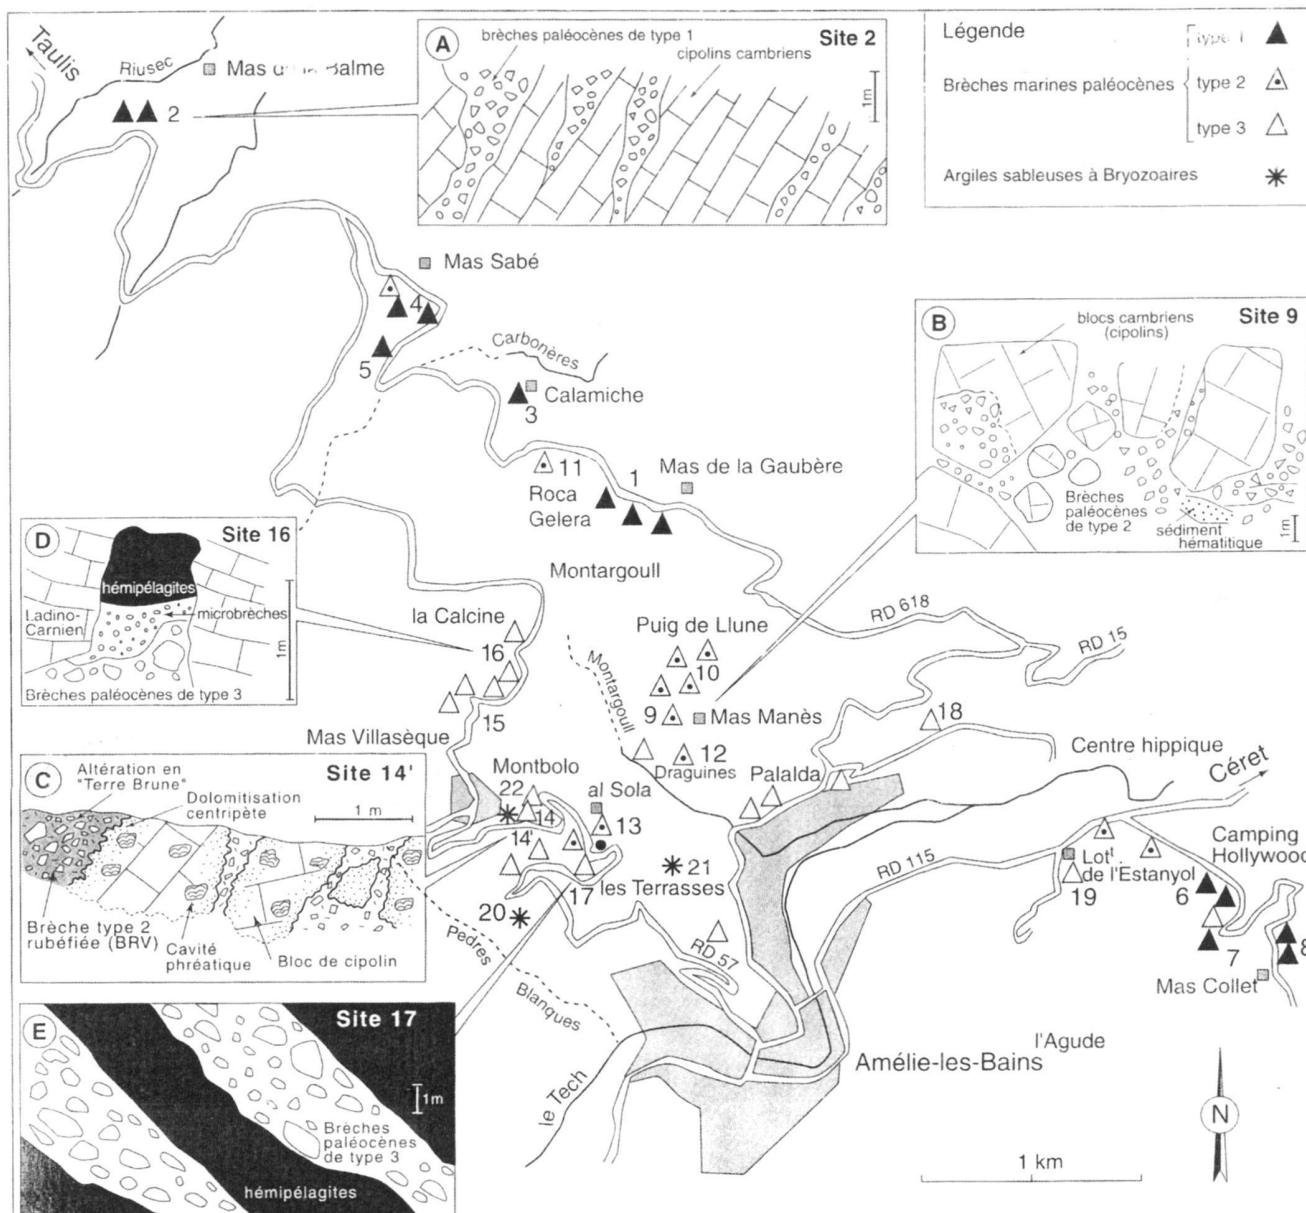 Taulis
Riusec
Mas de la Balme
2
A
brèches paléocènes de type 1
Site 2
cipolins cambriens
1m
Légende
type 1
Brèches marines paléocènes
type 2
type 3
Argiles sableuses à Bryozoaires
Mas Sabé
4
5
Carbonères
Calamiche
3
B
blocs cambriens
(cipolins)
Site 9
Brèches
paléocènes
de type 2
sédiment
hématitique
1m
11
1
Mas de la Gaubère
Roca
Gelera
Montargoull
D
Site 16
hémipélagites
Ladino-
Carnien
microbrèches
1m
Brèches paléocènes de type 3
la Calcine
16
15
Mas Villasèque
RD 618
RD 15
Puig de Llune
10
Montargoull
9
Mas Manès
12
Draguines
18
Palalda
Centre hippique
Céret
C
Altération en
"Terre Brune"
Site 14'
Dolomitisation
centripète
1 m
Brèche type 2
rubéfiée (BRV)
Cavité
phréatique
Bloc de cipolin
Montbolo
22
14
14'
al Sola
13
17
les Terrasses
21
20
Pedres
Blanques
RD 57
RD 115
Lotᵗ.
de l'Estanyol
19
Camping
Hollywood
6
7
8
Mas Collet
E
Site 17
1m
Brèches
paléocènes
de type 3
hémipélagites
le Tech
Amélie-les-Bains
l'Agude
N
1 km